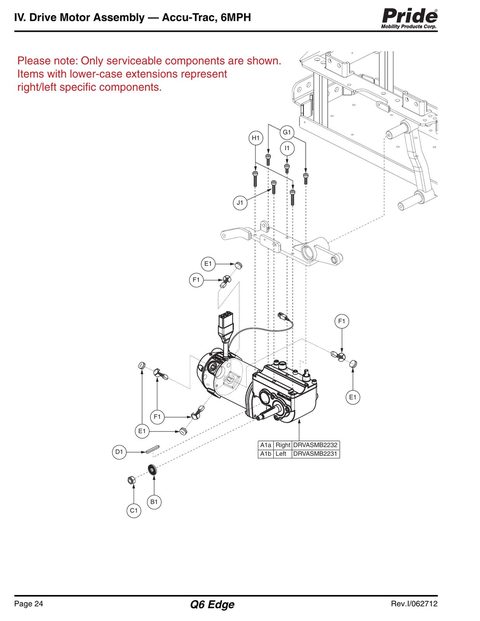 IV. Drive Motor Assembly — Accu-Trac, 6MPH
Pride®
Mobility Products Corp.
Please note: Only serviceable components are shown.
Items with lower-case extensions represent
right/left specific components.
G1
H1
I1
J1
E1
F1
F1
E1
F1
E1
D1
A1a Right DRVASMB2232
A1b Left DRVASMB2231
B1
C1
Page 24
Q6 Edge
Rev.I/062712